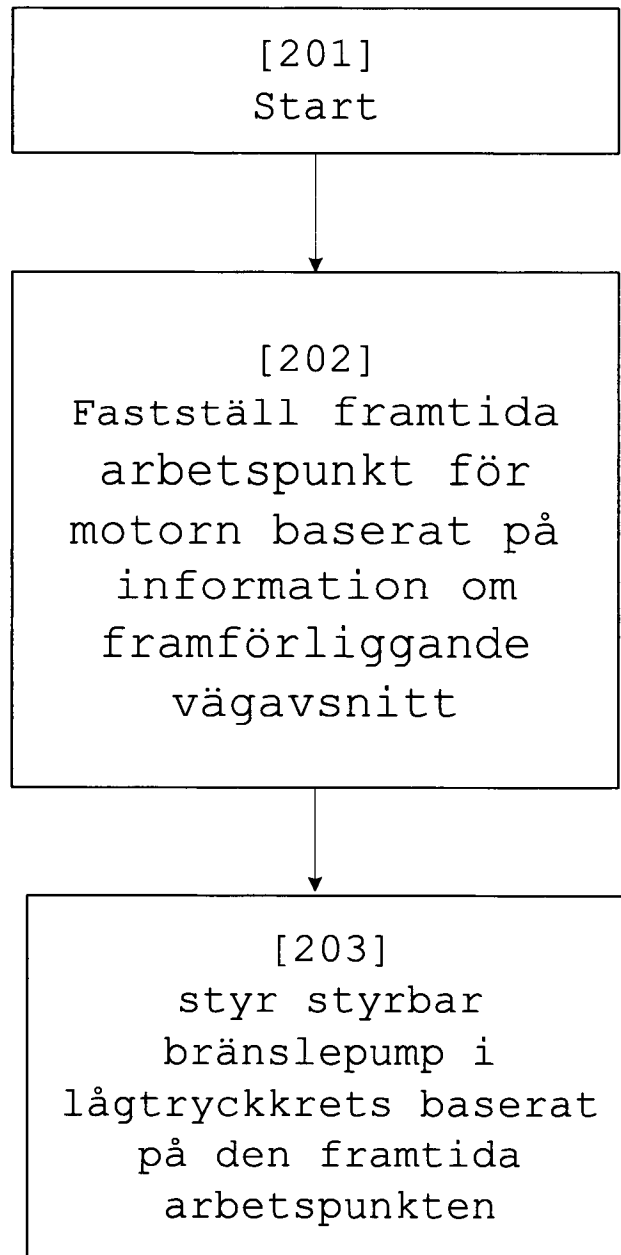 [201]
Start
[202]
Fastställ framtida
arbetspunkt för
motorn baserat på
information om
framförliggande
vägavsnitt
[203]
styr styrbar
bränslepump i
lågtryckkrets baserat
på den framtida
arbetspunkten